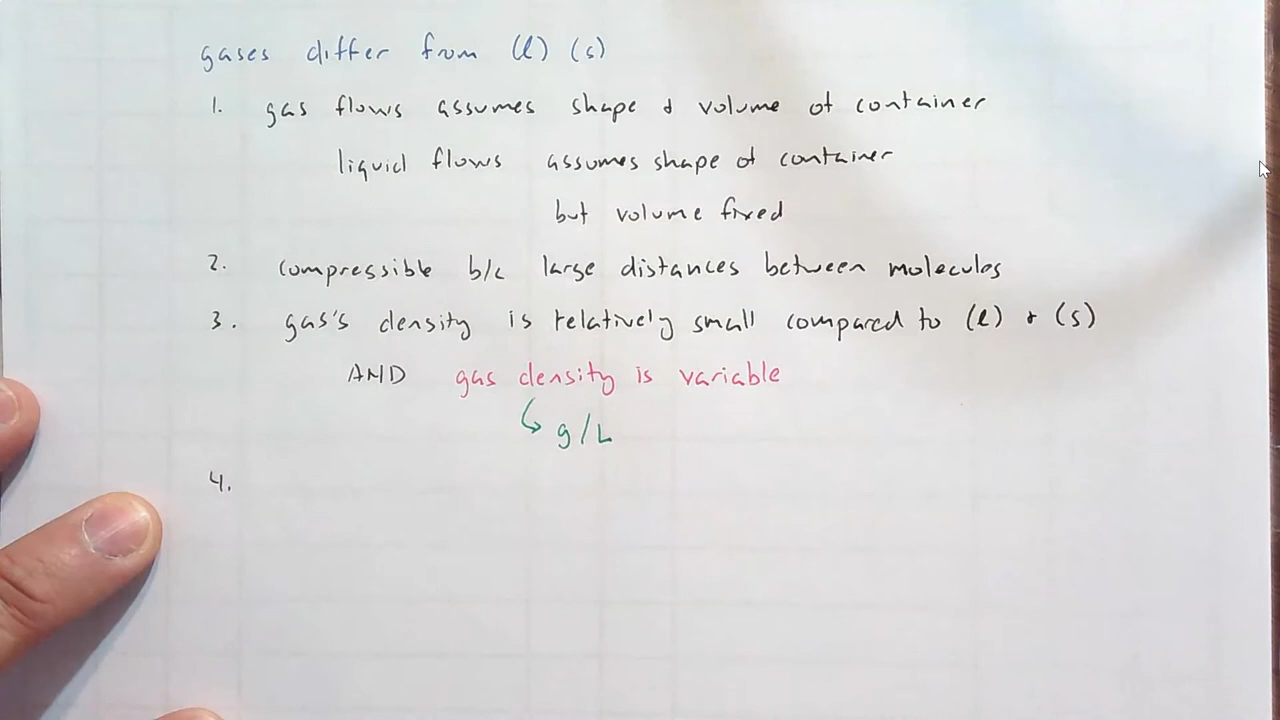 gases differ from (l) (s)
1. gas flows assumes shape & volume of container
liquid flows assumes shape of container
but volume fixed
2. compressible b/c large distances between molecules
3. gas's density is relatively small compared to (l) & (s)
AND gas density is variable
↳ g/L
4.